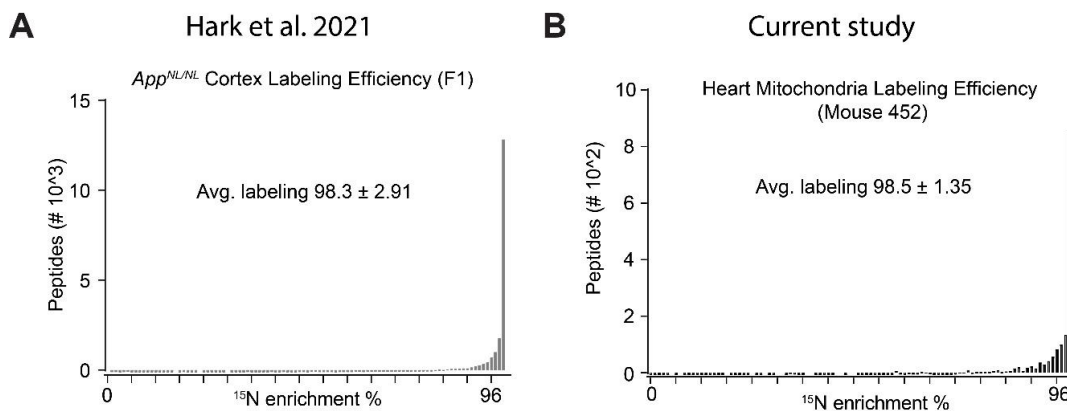 A
Hark et al. 2021
App^NL/NL Cortex Labeling Efficiency (F1)
15
10
5
0
Peptides (# 10^3)
Avg. labeling 98.3 ± 2.91
0
96
15N enrichment %
B
Current study
Heart Mitochondria Labeling Efficiency
(Mouse 452)
10
8
6
4
2
0
Peptides (# 10^2)
Avg. labeling 98.5 ± 1.35
0
96
15N enrichment %